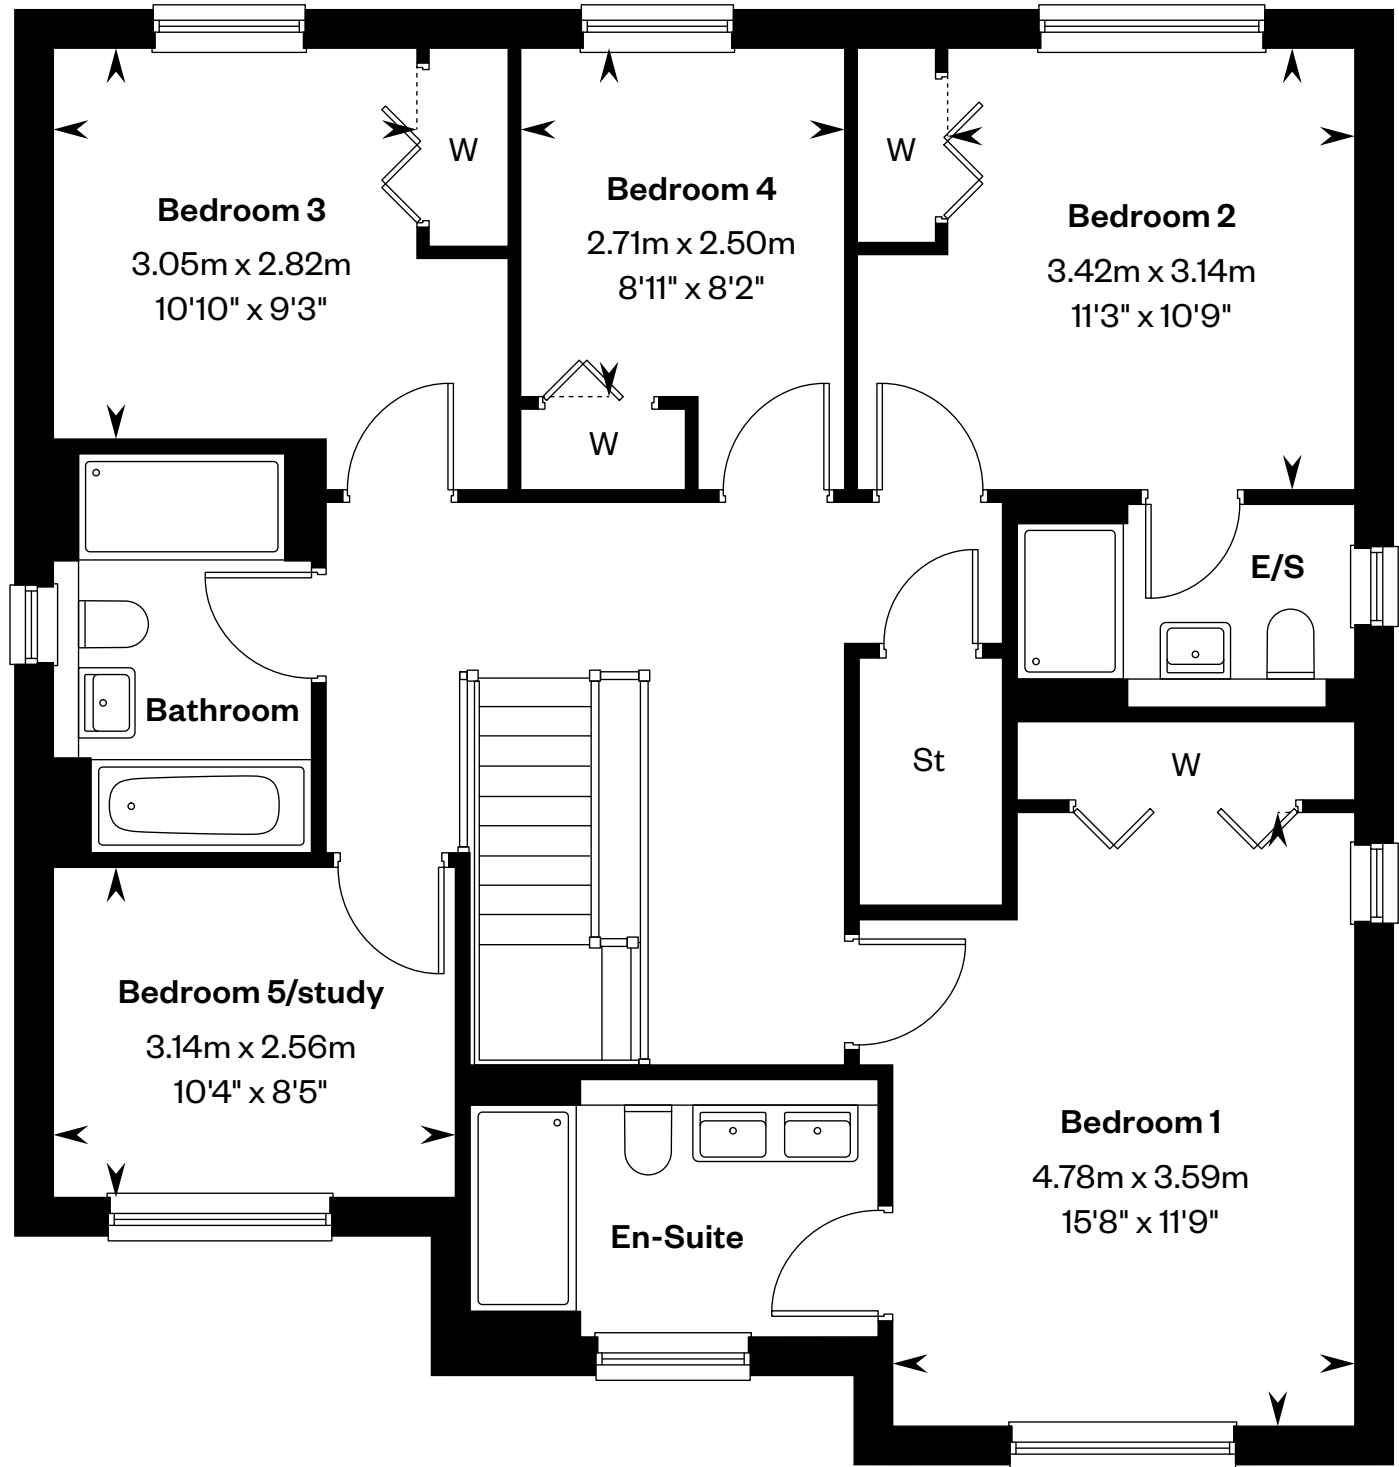 W
Bedroom 3
3.05m x 2.82m
10'10" x 9'3"
Bedroom 4
2.71m x 2.50m
8'11" x 8'2"
W
W
Bedroom 2
3.42m x 3.14m
11'3" x 10'9"
E/S
Bathroom
St
W
Bedroom 5/study
3.14m x 2.56m
10'4" x 8'5"
En-Suite
Bedroom 1
4.78m x 3.59m
15'8" x 11'9"